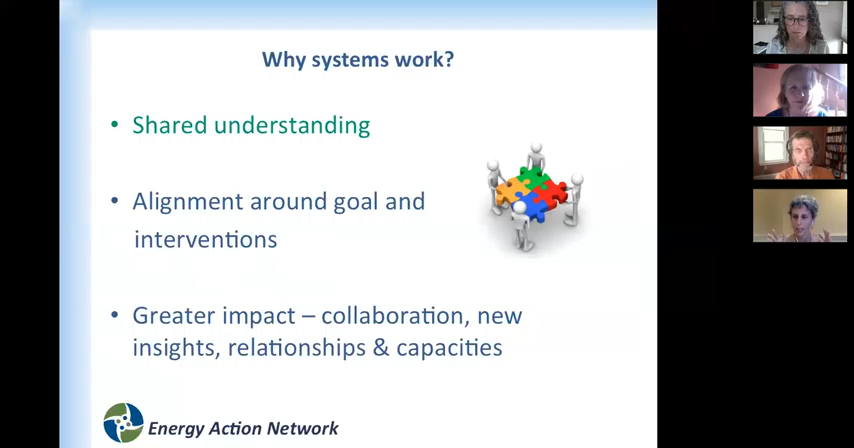 Why systems work?
• Shared understanding
• Alignment around goal and
interventions
• Greater impact – collaboration, new
insights, relationships & capacities
Energy Action Network